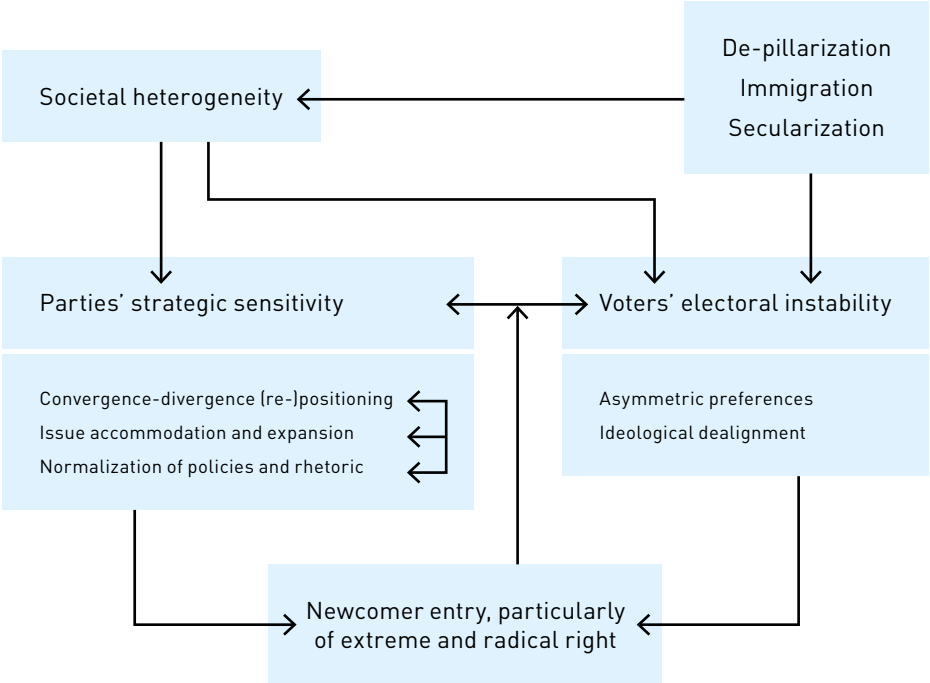 De-pillarization
Immigration
Secularization
Societal heterogeneity
Parties’ strategic sensitivity
Voters’ electoral instability
Convergence-divergence (re-)positioning
Issue accommodation and expansion
Normalization of policies and rhetoric
Asymmetric preferences
Ideological dealignment
Newcomer entry, particularly
of extreme and radical right